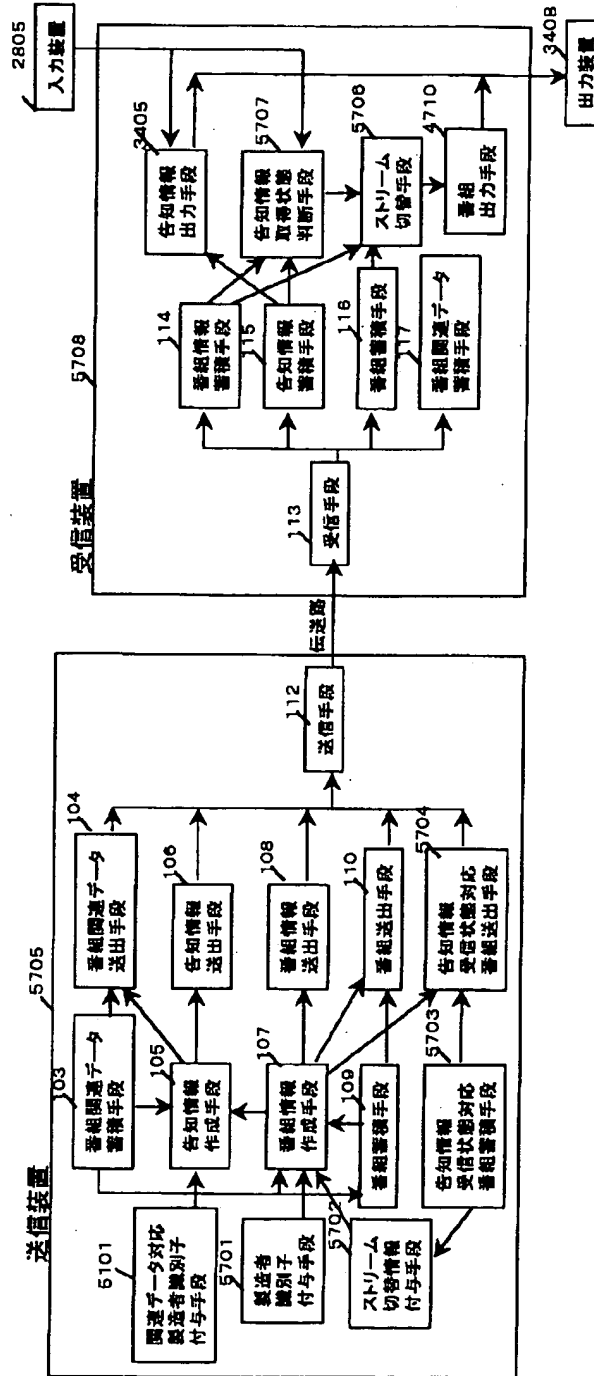 送信装置
5705
103
番組関連データ
蓄積手段
104
番組関連データ
送出手段
5101
関連データ対応
製造者識別子
付与手段
105
告知情報
作成手段
106
告知情報
送出手段
5701
製造者
識別子
付与手段
107
番組情報
作成手段
108
番組情報
送出手段
5702
ストリーム
切替情報
付与手段
109
番組蓄積手段
110
番組送出手段
5703
告知情報
受信状態対応
番組蓄積手段
5704
告知情報
受信状態対応
番組送出手段
112
送信手段
伝送路
受信装置
5708
113
受信手段
114
番組情報
蓄積手段
115
告知情報
蓄積手段
116
番組蓄積手段
117
番組関連データ
蓄積手段
3405
告知情報
出力手段
5707
告知情報
取得状態
判断手段
5706
ストリーム
切替手段
4710
番組
出力手段
2805
入力装置
3408
出力装置